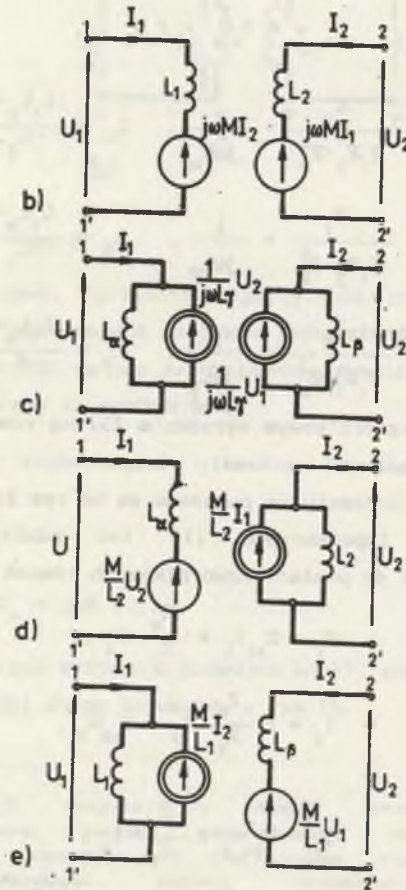 1 I₁ I₂ 2
L₁ L₂
U₁ jωMI₂ jωMI₁ U₂
b) 1' 2'
1 I₁ I₂ 2
U₁ Lα 1/jωLγ U₂ Lβ U₂
c) 1' 1/jωLγ U₁ 2'
1 I₁ I₂ 2
U Lα M/L₂ I₁ L₂ U₂
M/L₂ U₂
d) 1' 2'
1 I₁ I₂ 2
U₁ L₁ M/L₁ I₂ Lβ U₂
M/L₁ U₁
e) 1' 2'